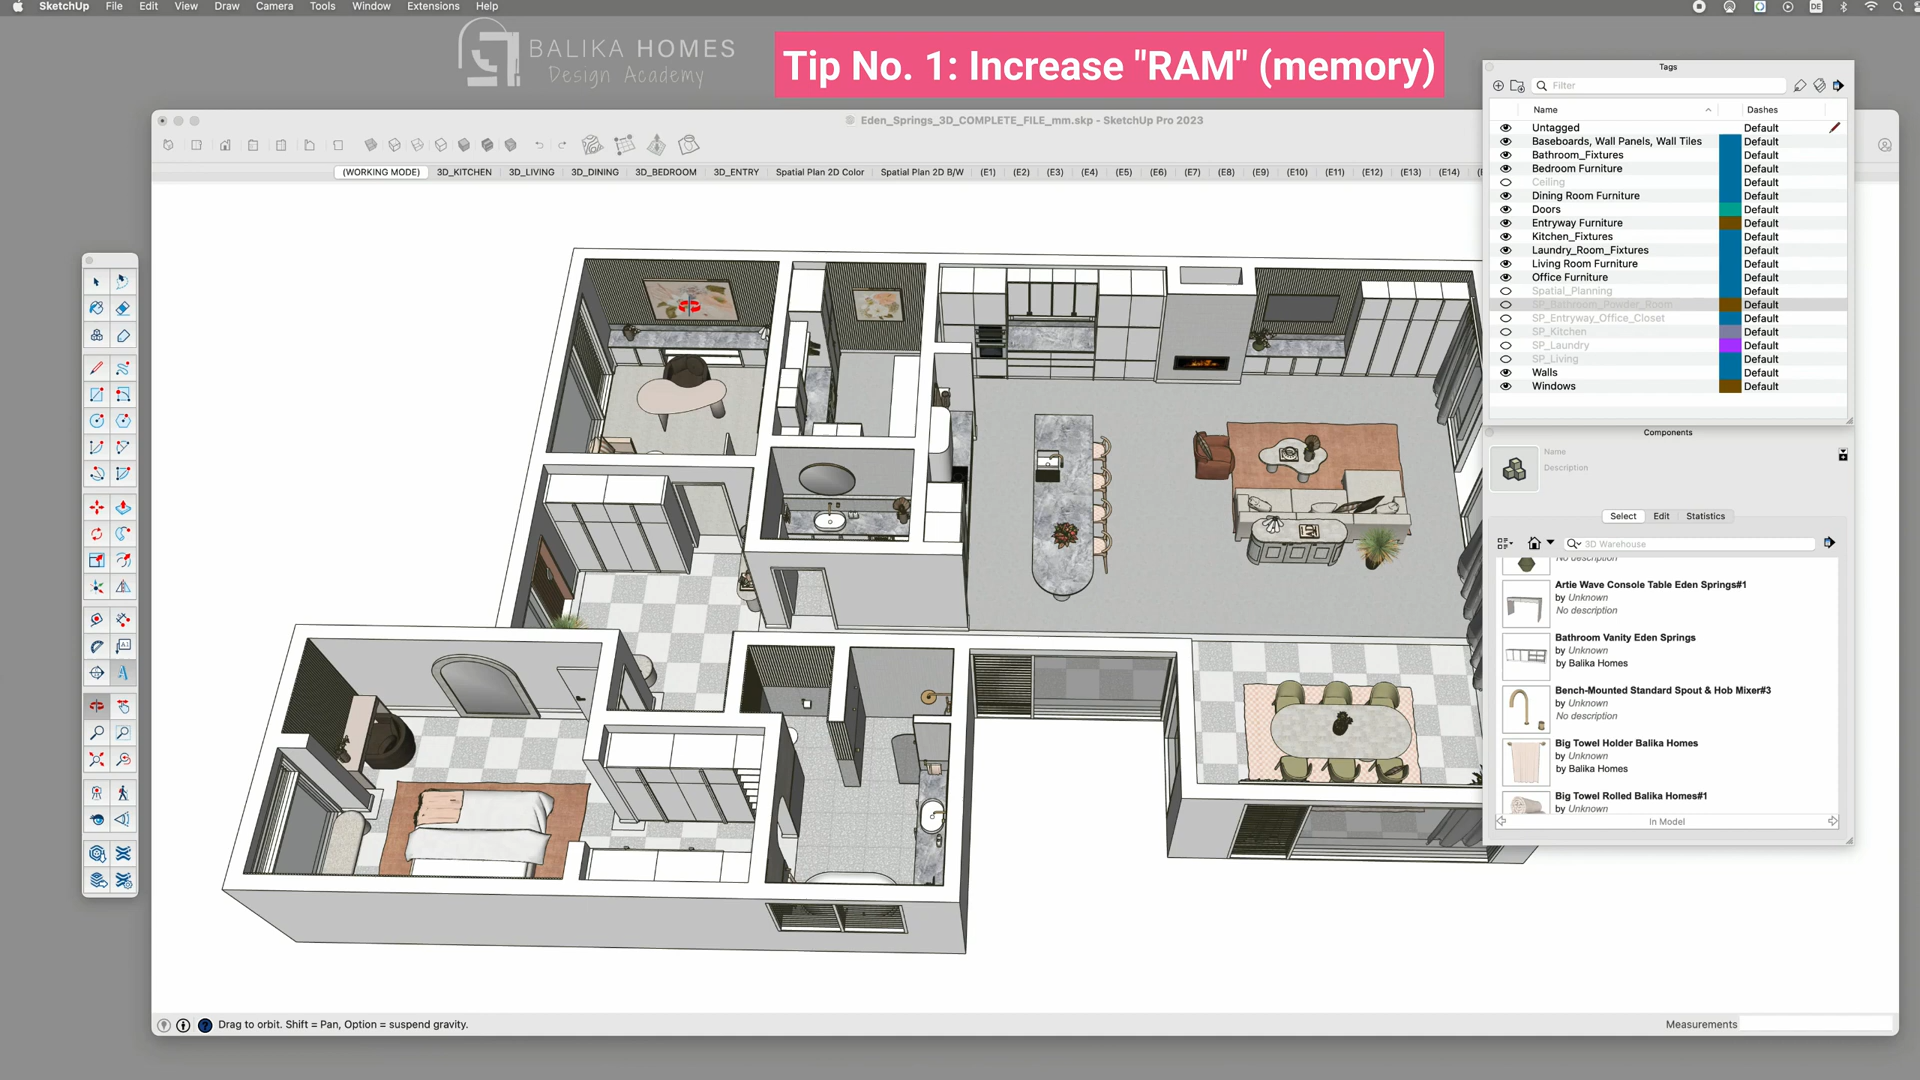 SketchUp File Edit View Draw Camera Tools Window Extensions Help
DE
BALIKA HOMES
Design Academy
Tip No. 1: Increase "RAM" (memory)
Eden_Springs_3D_COMPLETE_FILE_mm.skp - SketchUp Pro 2023
(WORKING MODE) 3D_KITCHEN 3D_LIVING 3D_DINING 3D_BEDROOM 3D_ENTRY Spatial Plan 2D Color Spatial Plan 2D B/W (E1) (E2) (E3) (E4) (E5) (E6) (E7) (E8) (E9) (E10) (E11) (E12) (E13) (E14)
Tags
Filter
Name Dashes
Untagged Default
Baseboards, Wall Panels, Wall Tiles Default
Bathroom_Fixtures Default
Bedroom Furniture Default
Ceiling Default
Dining Room Furniture Default
Doors Default
Entryway Furniture Default
Kitchen_Fixtures Default
Laundry_Room_Fixtures Default
Living Room Furniture Default
Office Furniture Default
Spatial_Planning Default
SP_Bathroom_Powder_Room Default
SP_Entryway_Office_Closet Default
SP_Kitchen Default
SP_Laundry Default
SP_Living Default
Walls Default
Windows Default
Components
Name
Description
Select Edit Statistics
3D Warehouse
No description
Artie Wave Console Table Eden Springs#1
by Unknown
No description
Bathroom Vanity Eden Springs
by Unknown
by Balika Homes
Bench-Mounted Standard Spout & Hob Mixer#3
by Unknown
No description
Big Towel Holder Balika Homes
by Unknown
by Balika Homes
Big Towel Rolled Balika Homes#1
by Unknown
In Model
Drag to orbit. Shift = Pan, Option = suspend gravity.
Measurements